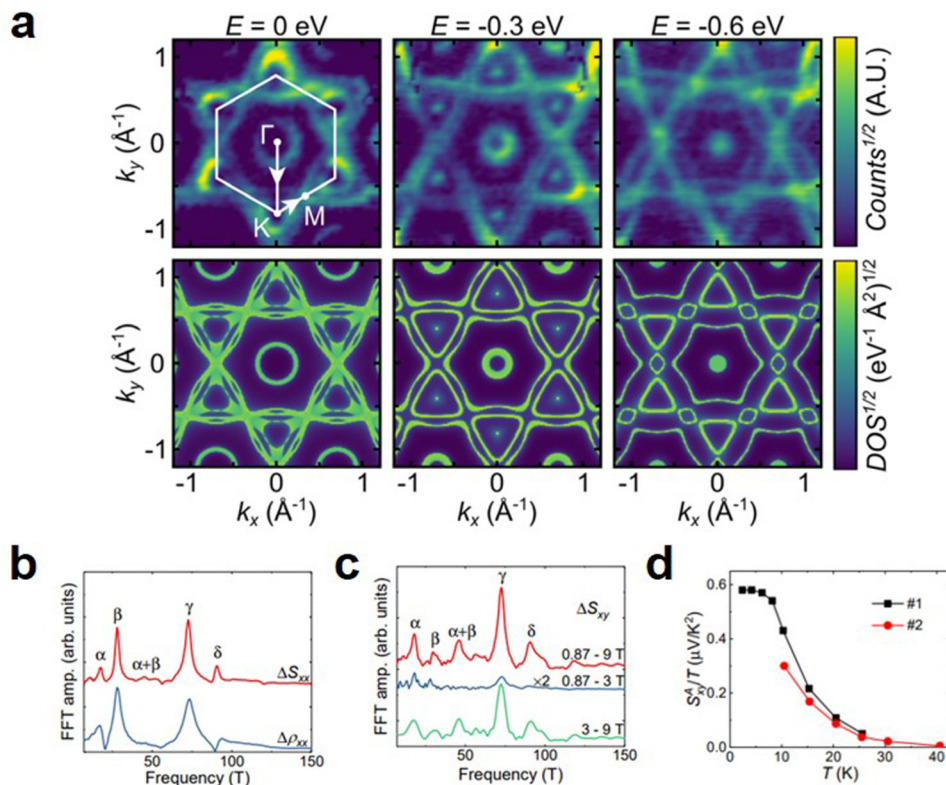 a
E = 0 eV
E = -0.3 eV
E = -0.6 eV
1
0
-1
k_y (Å⁻¹)
Γ
K
M
Counts^1/2 (A.U.)
1
0
-1
k_y (Å⁻¹)
-1 0 1
-1 0 1
-1 0 1
k_x (Å⁻¹)
k_x (Å⁻¹)
k_x (Å⁻¹)
DOS^1/2 (eV⁻¹ Å²)^1/2
b
FFT amp. (arb. units)
α
β
α+β
γ
δ
ΔS_xx
Δρ_xx
0 50 100 150
Frequency (T)
c
FFT amp. (arb. units)
α
β
α+β
γ
δ
ΔS_xy
0.87 - 9 T
×2 0.87 - 3 T
3 - 9 T
0 50 100 150
Frequency (T)
d
S^A_xy/T (μV/K²)
0.6
0.4
0.2
0.0
#1
#2
0 10 20 30 40
T (K)